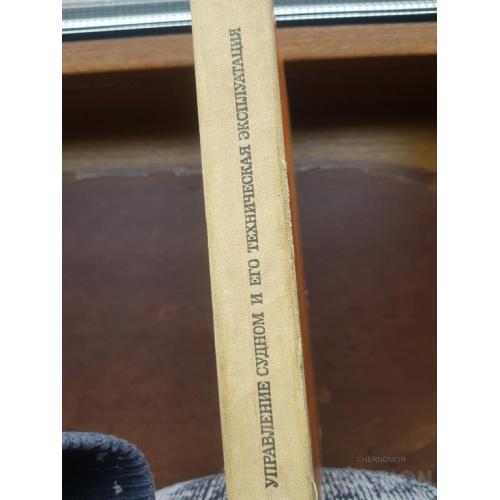 УПРАВЛЕНИЕ СУДНОМ И ЕГО ТЕХНИЧЕСКАЯ ЭКСПЛУАТАЦИЯ
CHERNOMOR